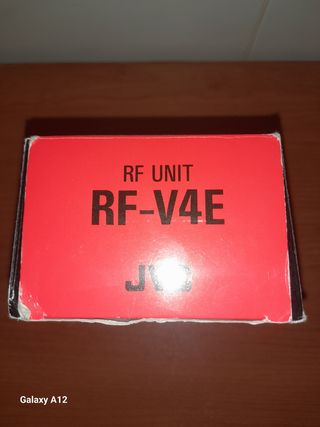 RF UNIT
RF-V4E
JVC
Galaxy A12